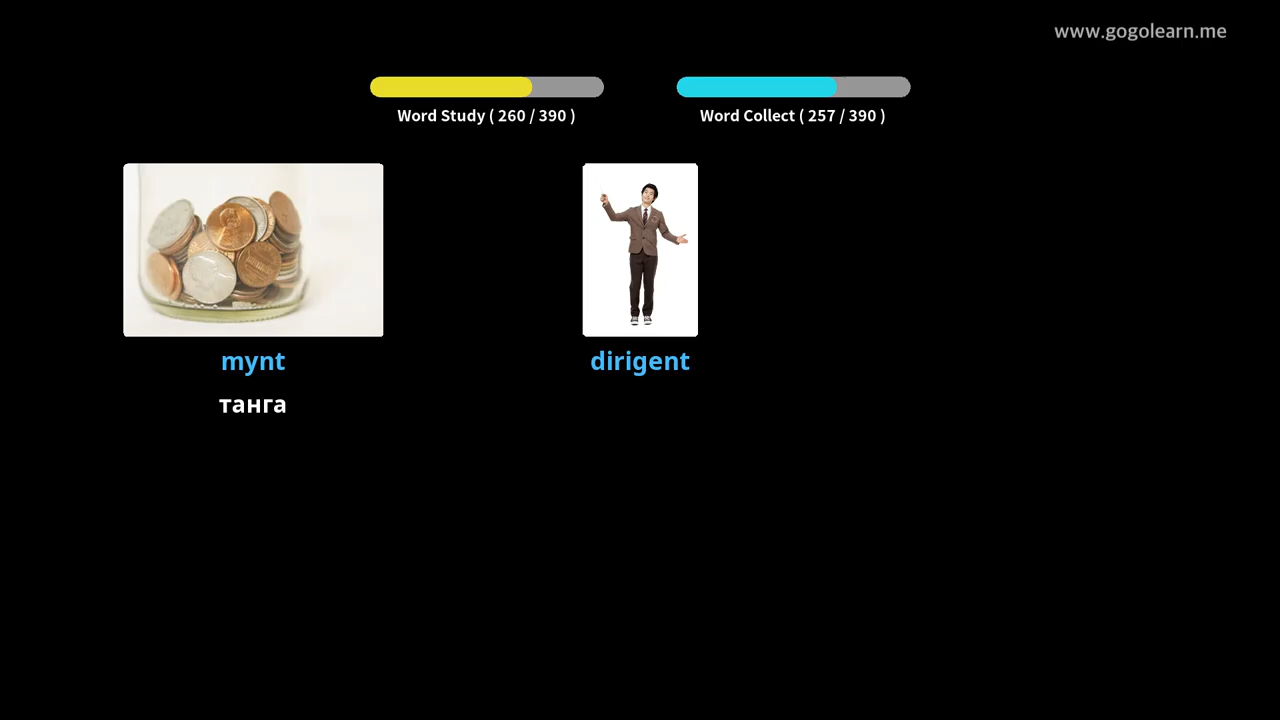 www.gogolearn.me
Word Study ( 260 / 390 )
Word Collect ( 257 / 390 )
mynt
dirigent
танга